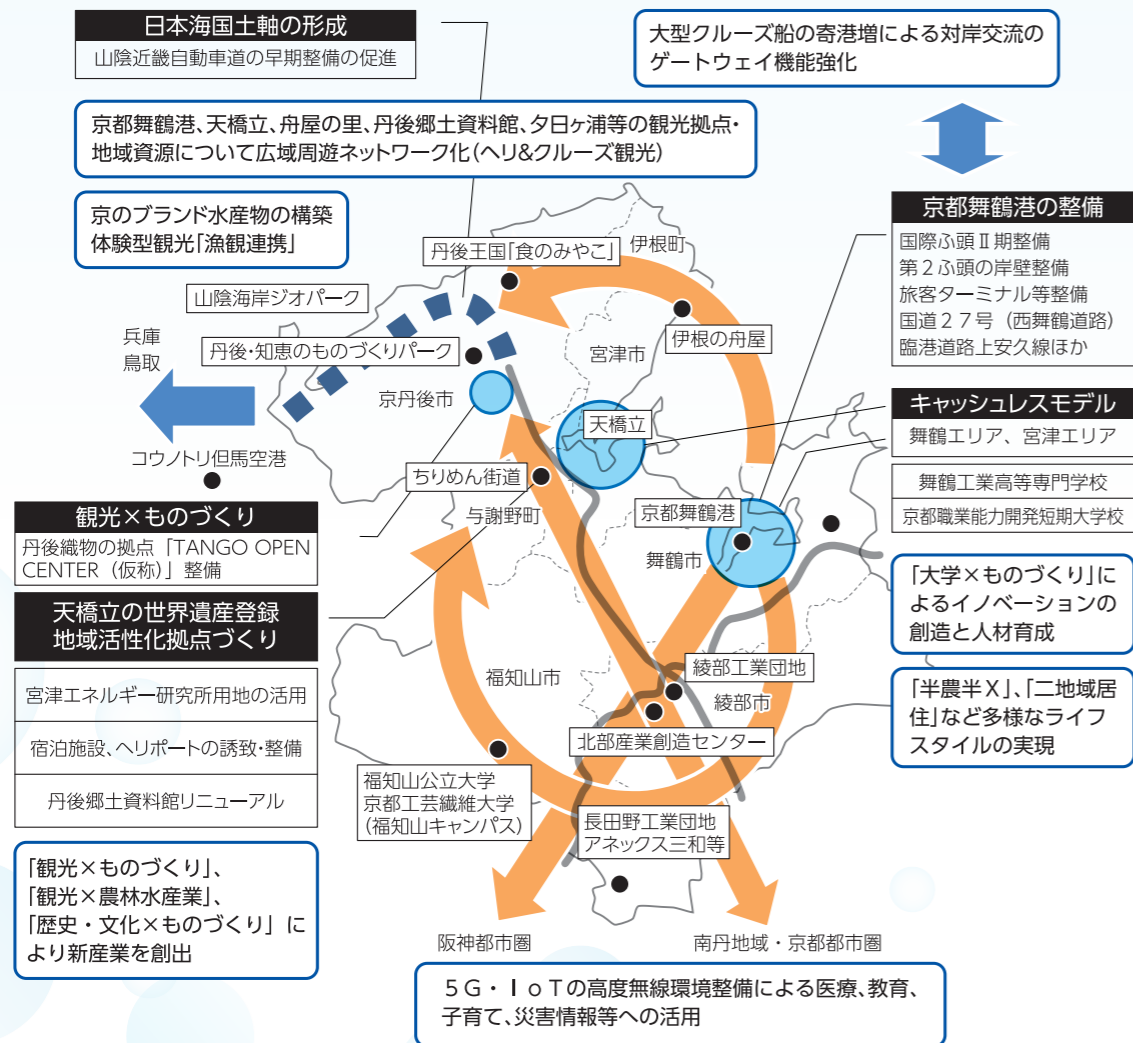 日本海国土軸の形成
山陰近畿自動車道の早期整備の促進
大型クルーズ船の寄港増による対岸交流の
ゲートウェイ機能強化
京都舞鶴港、天橋立、舟屋の里、丹後郷土資料館、夕日ヶ浦等の観光拠点・
地域資源について広域周遊ネットワーク化(ヘリ&クルーズ観光)
京のブランド水産物の構築
体験型観光「漁観連携」
京都舞鶴港の整備
国際ふ頭Ⅱ期整備
第2ふ頭の岸壁整備
旅客ターミナル等整備
国道27号(西舞鶴道路)
臨港道路上安久線ほか
丹後王国「食のみやこ」
伊根町
山陰海岸ジオパーク
伊根の舟屋
兵庫
鳥取
丹後・知恵のものづくりパーク
宮津市
京丹後市
天橋立
キャッシュレスモデル
舞鶴エリア、宮津エリア
舞鶴工業高等専門学校
京都職業能力開発短期大学校
コウノトリ但馬空港
ちりめん街道
与謝野町
京都舞鶴港
舞鶴市
観光×ものづくり
丹後織物の拠点「TANGO OPEN
CENTER(仮称)」整備
天橋立の世界遺産登録
地域活性化拠点づくり
宮津エネルギー研究所用地の活用
宿泊施設、ヘリポートの誘致・整備
丹後郷土資料館リニューアル
「大学×ものづくり」に
よるイノベーションの
創造と人材育成
福知山市
綾部工業団地
綾部市
北部産業創造センター
「半農半X」、「二地域居
住」など多様なライフ
スタイルの実現
福知山公立大学
京都工芸繊維大学
(福知山キャンパス)
長田野工業団地
アネックス三和等
「観光×ものづくり」、
「観光×農林水産業」、
「歴史・文化×ものづくり」に
より新産業を創出
阪神都市圏
南丹地域・京都都市圏
5G・IoTの高度無線環境整備による医療、教育、
子育て、災害情報等への活用